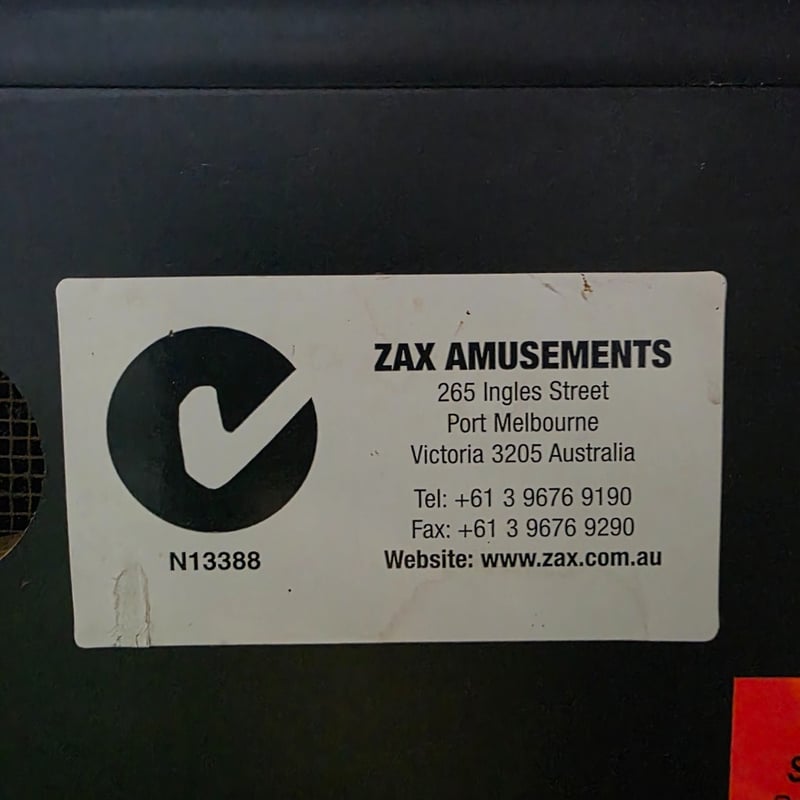 ZAX AMUSEMENTS
265 Ingles Street
Port Melbourne
Victoria 3205 Australia
Tel: +61 3 9676 9190
Fax: +61 3 9676 9290
Website: www.zax.com.au
N13388